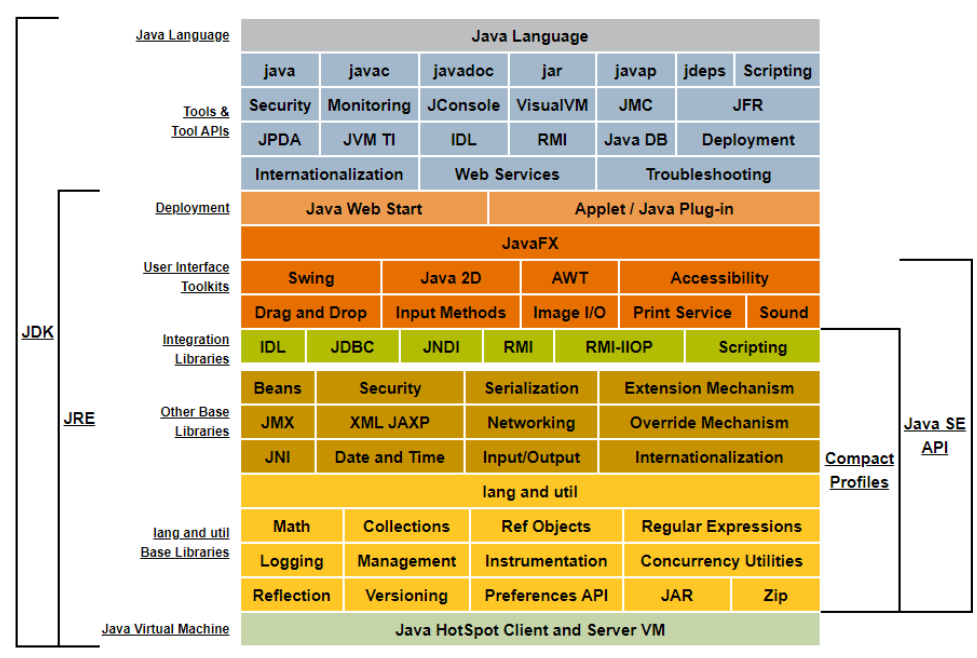 Java Language Java Language
java javac javadoc jar javap jdeps Scripting
Tools &
Tool APIs
Security Monitoring JConsole VisualVM JMC JFR
JPDA JVM TI IDL RMI Java DB Deployment
Internationalization Web Services Troubleshooting
Deployment Java Web Start Applet / Java Plug-in
JavaFX
User Interface
Toolkits
Swing Java 2D AWT Accessibility
Drag and Drop Input Methods Image I/O Print Service Sound
Integration
Libraries
IDL JDBC JNDI RMI RMI-IIOP Scripting
Beans Security Serialization Extension Mechanism
Other Base
Libraries
JMX XML JAXP Networking Override Mechanism
JNI Date and Time Input/Output Internationalization
lang and util
lang and util
Base Libraries
Math Collections Ref Objects Regular Expressions
Logging Management Instrumentation Concurrency Utilities
Reflection Versioning Preferences API JAR Zip
Java Virtual Machine Java HotSpot Client and Server VM
JDK
JRE
Compact
Profiles
Java SE
API